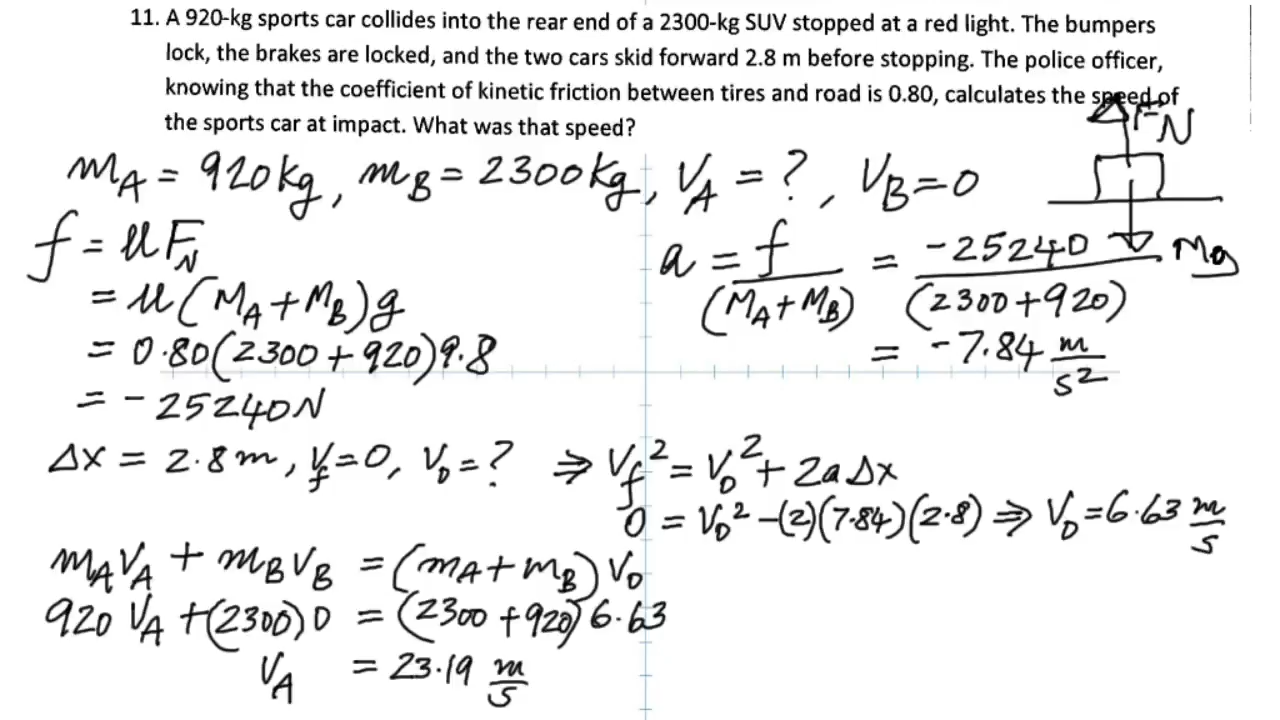 11. A 920-kg sports car collides into the rear end of a 2300-kg SUV stopped at a red light. The bumpers
lock, the brakes are locked, and the two cars skid forward 2.8 m before stopping. The police officer,
knowing that the coefficient of kinetic friction between tires and road is 0.80, calculates the speed of
the sports car at impact. What was that speed?
F_N
m_A = 920kg, m_B = 2300kg, V_A = ?, V_B = 0
f = μF_N
= μ(M_A + M_B)g
= 0.80(2300 + 920)9.8
= -25240N
a = f/(M_A + M_B) = -25240/(2300 + 920)
= -7.84 m/s²
Mg
Δx = 2.8m, V_f = 0, V_0 = ? ⇒ V_f² = V_0² + 2aΔx
0 = V_0² - (2)(7.84)(2.8) ⇒ V_0 = 6.63 m/s
m_A V_A + m_B V_B = (m_A + m_B) V_0
920 V_A + (2300)0 = (2300 + 920)6.63
V_A = 23.19 m/s